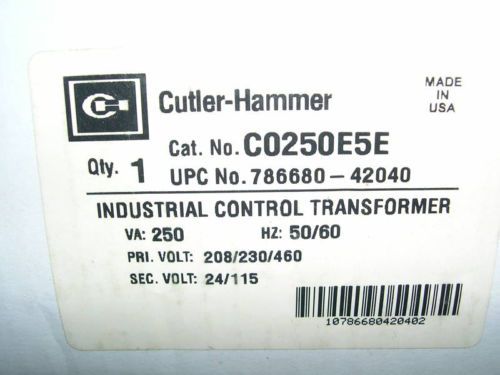 Cutler-Hammer
MADE
IN
USA
Qty. 1
Cat. No. C0250E5E
UPC No. 786680-42040
INDUSTRIAL CONTROL TRANSFORMER
VA: 250 HZ: 50/60
PRI. VOLT: 208/230/460
SEC. VOLT: 24/115
10786680420402